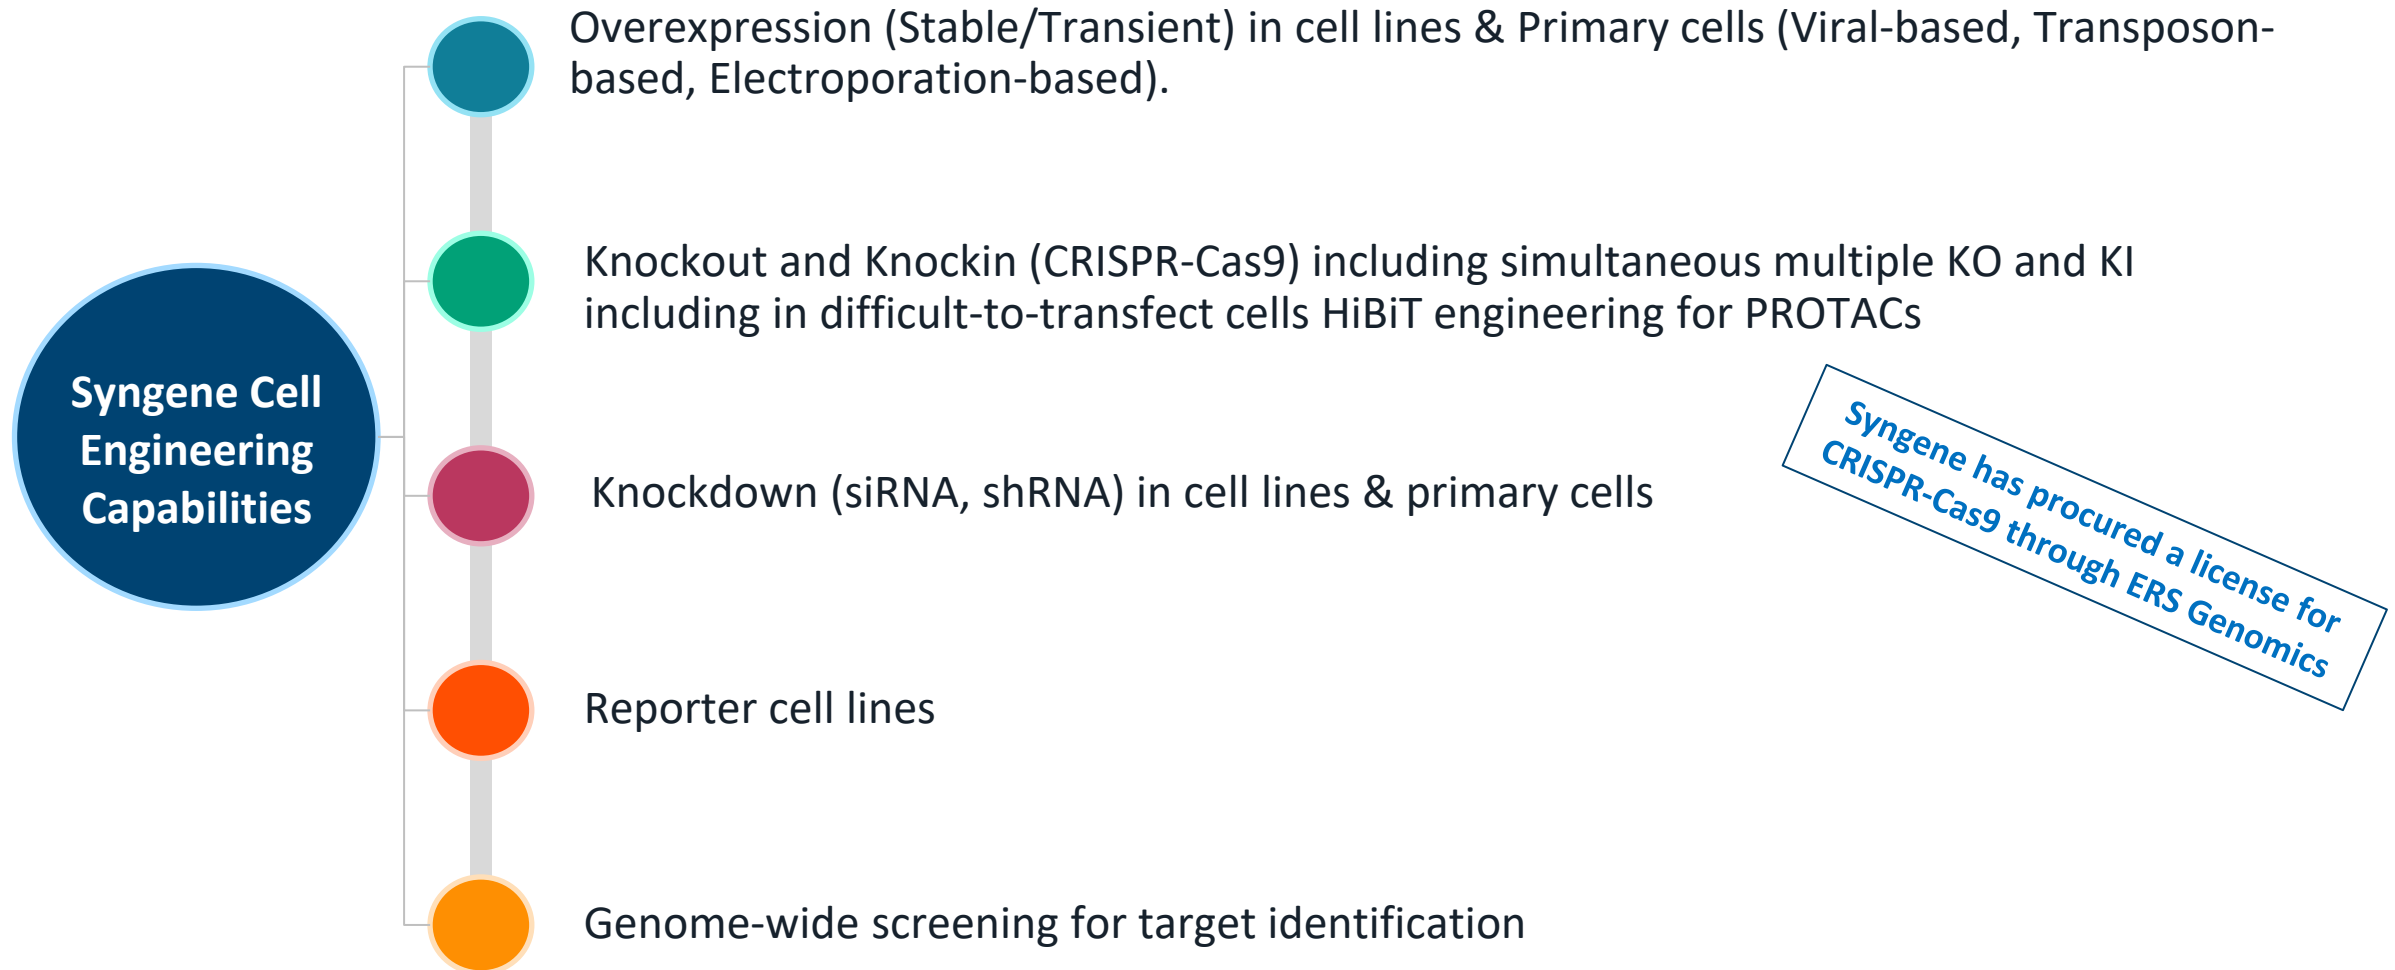 Overexpression (Stable/Transient) in cell lines & Primary cells (Viral-based, Transposon-
based, Electroporation-based).
Knockout and Knockin (CRISPR-Cas9) including simultaneous multiple KO and KI
including in difficult-to-transfect cells HiBiT engineering for PROTACs
Syngene Cell
Engineering
Capabilities
Knockdown (siRNA, shRNA) in cell lines & primary cells
Syngene has procured a license for
CRISPR-Cas9 through ERS Genomics
Reporter cell lines
Genome-wide screening for target identification